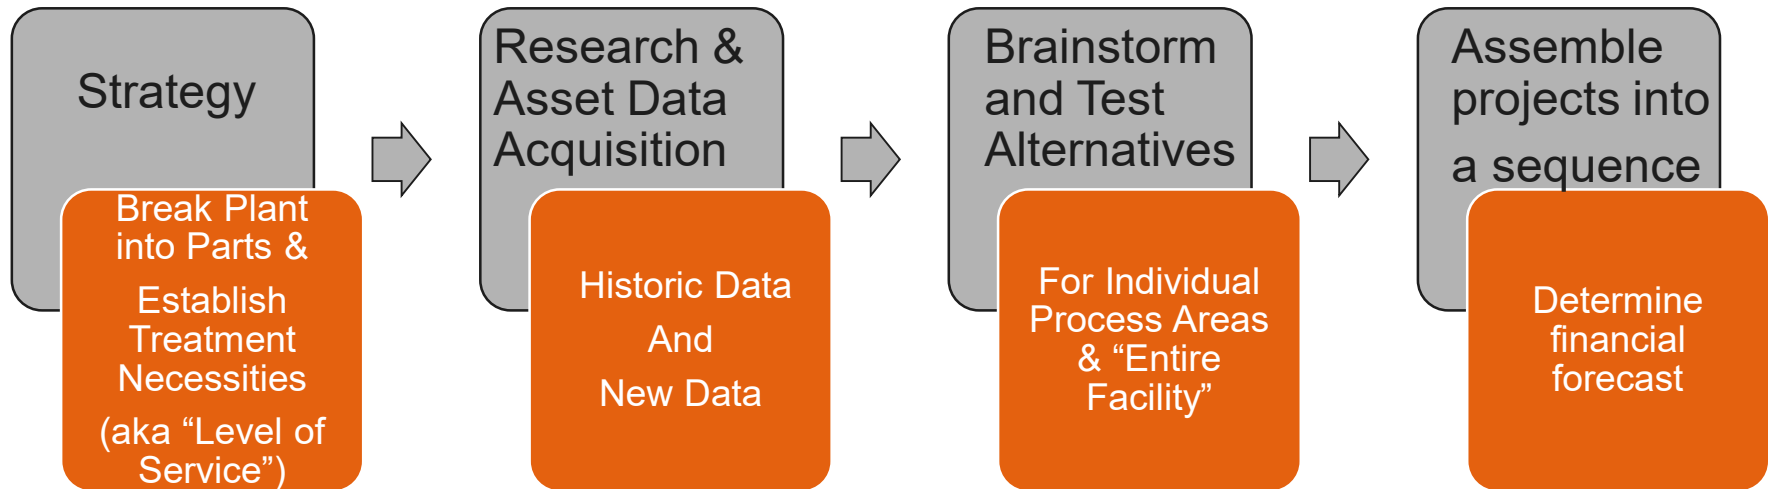 Strategy
Break Plant
into Parts &
Establish
Treatment
Necessities
(aka “Level of
Service”)
Research &
Asset Data
Acquisition
Historic Data
And
New Data
Brainstorm
and Test
Alternatives
For Individual
Process Areas
& “Entire
Facility”
Assemble
projects into
a sequence
Determine
financial
forecast